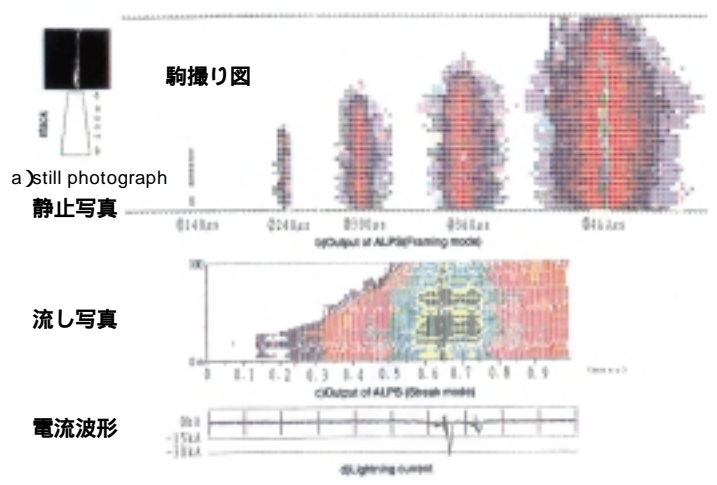 駒撮り図
stack
a)still photograph
静止写真
b)Output of ALPS(Framing mode)
流し写真
0 0.1 0.2 0.3 0.4 0.5 0.6 0.7 0.8 0.9
c)Output of ALPS (Streak mode)
電流波形
0kA
-15kA
-30kA
d)Lightning current